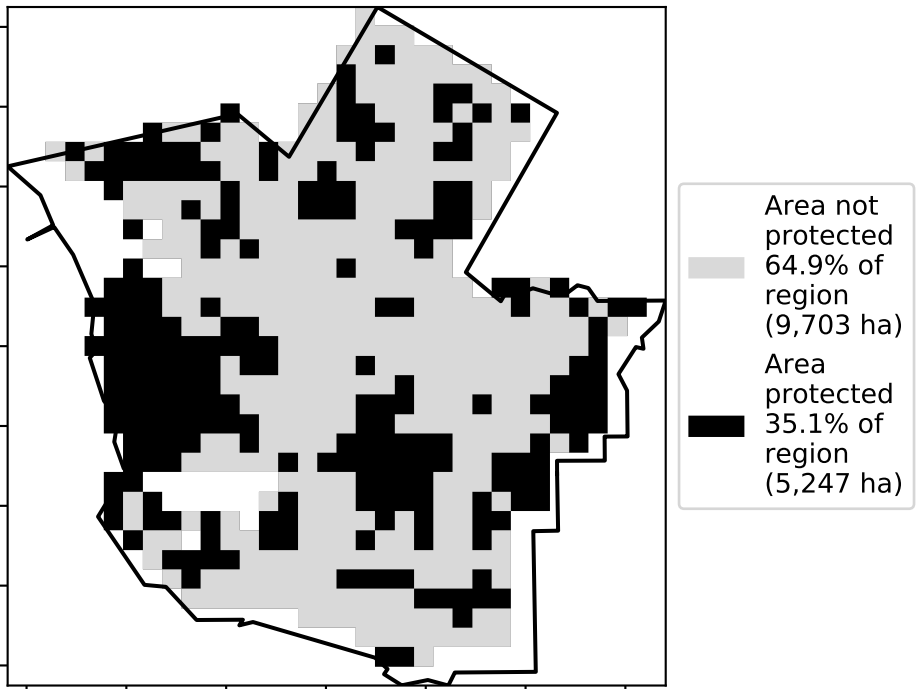 Area not
protected
64.9% of
region
(9,703 ha)
Area
protected
35.1% of
region
(5,247 ha)